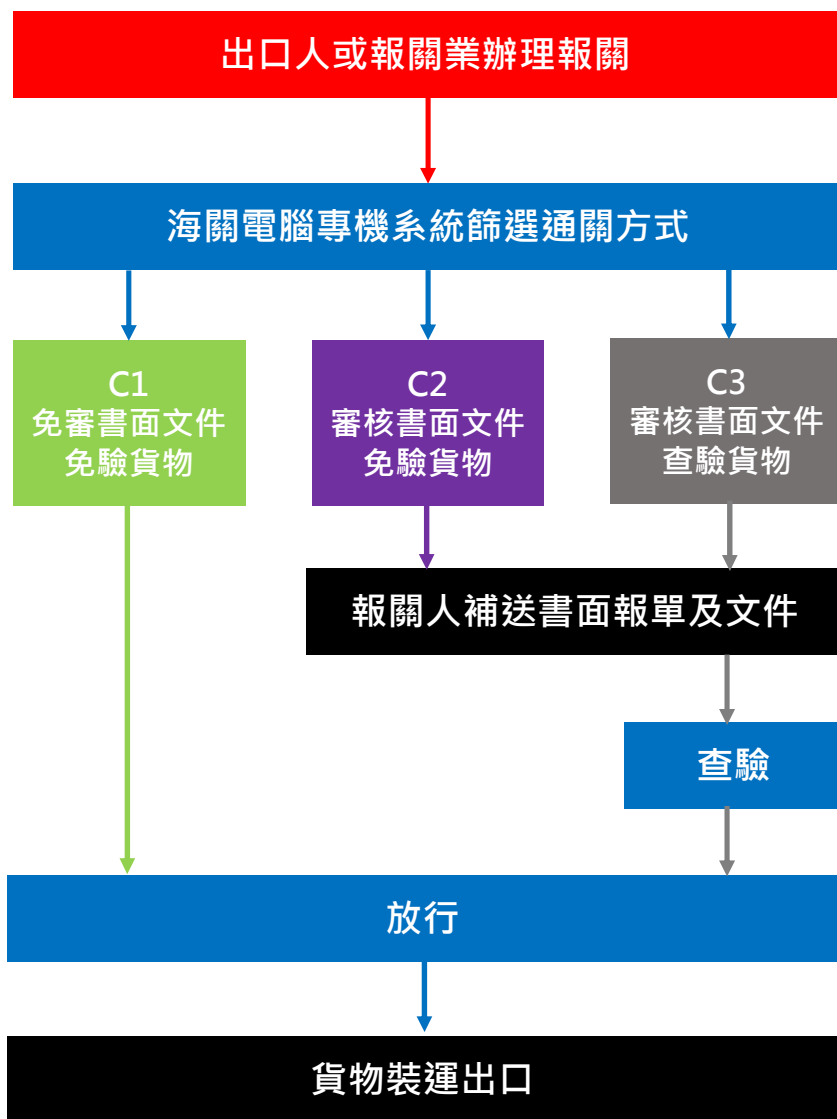 出口人或報關業辦理報關
海關電腦專機系統篩選通關方式
C1
免審書面文件
免驗貨物
C2
審核書面文件
免驗貨物
C3
審核書面文件
查驗貨物
報關人補送書面報單及文件
查驗
放行
貨物裝運出口